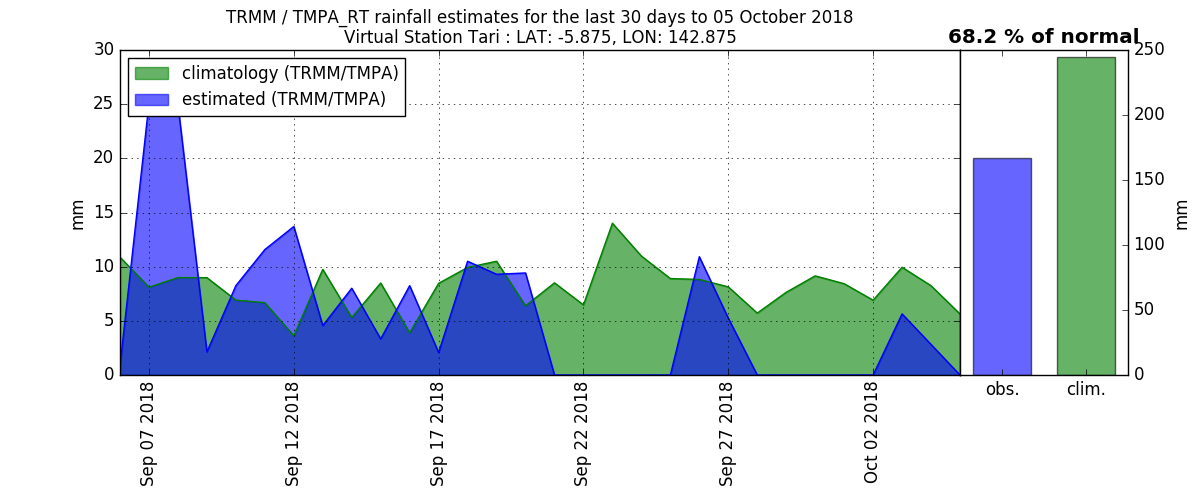 TRMM / TMPA_RT rainfall estimates for the last 30 days to 05 October 2018
Virtual Station Tari : LAT: -5.875, LON: 142.875
68.2 % of normal
climatology (TRMM/TMPA)
estimated (TRMM/TMPA)
30
25
20
15
10
5
0
mm
Sep 07 2018
Sep 12 2018
Sep 17 2018
Sep 22 2018
Sep 27 2018
Oct 02 2018
obs.
clim.
250
200
150
100
50
0
mm